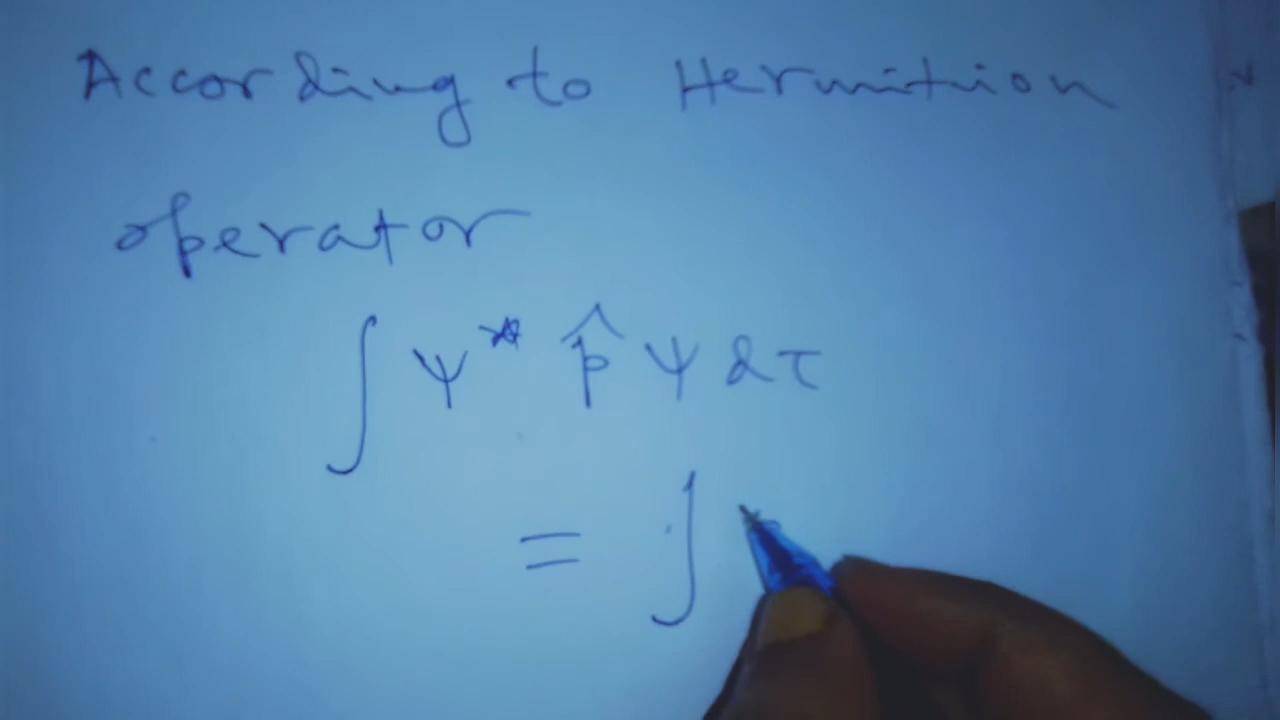 According to Hermition
operator
∫ ψ* p̂ ψ dτ
= ∫